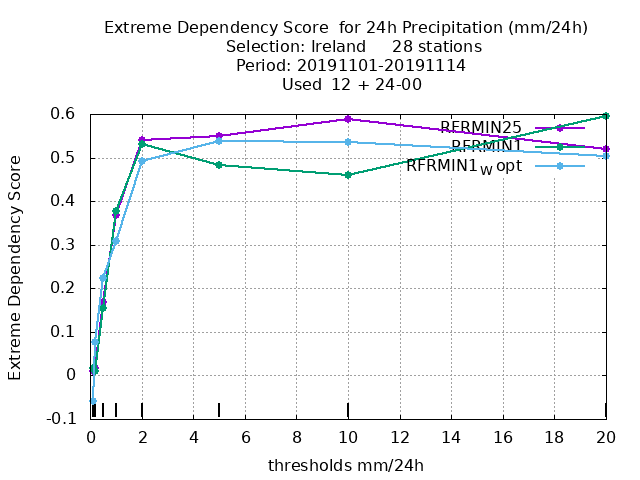 Extreme Dependency Score  for 24h Precipitation (mm/24h)
Selection: Ireland     28 stations
Period: 20191101-20191114
Used  12 + 24-00
Extreme Dependency Score
0.6
0.5
0.4
0.3
0.2
0.1
0
-0.1
RFRMIN25
RFRMIN1
RFRMIN1w opt
0 2 4 6 8 10 12 14 16 18 20
thresholds mm/24h